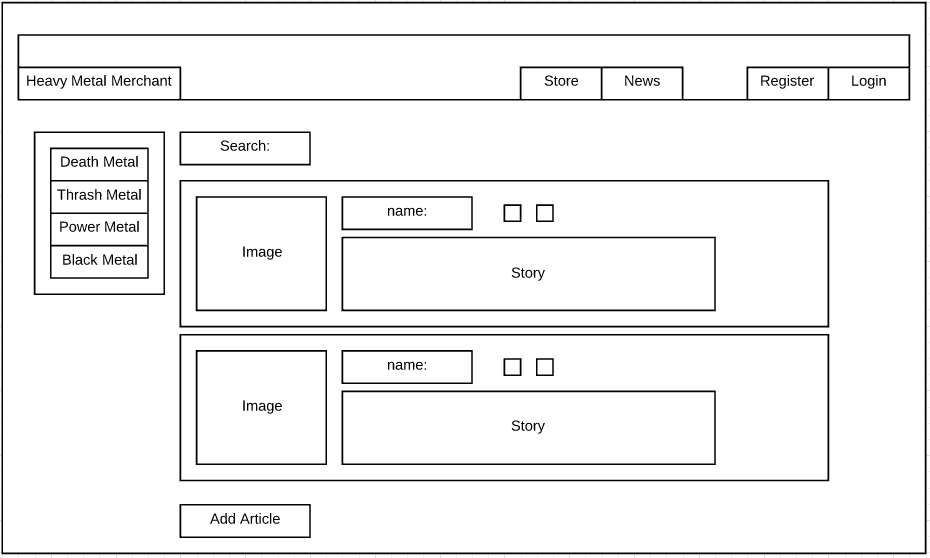 Heavy Metal Merchant
Store
News
Register
Login
Death Metal
Thrash Metal
Power Metal
Black Metal
Search:
Image
name:
Story
Image
name:
Story
Add Article